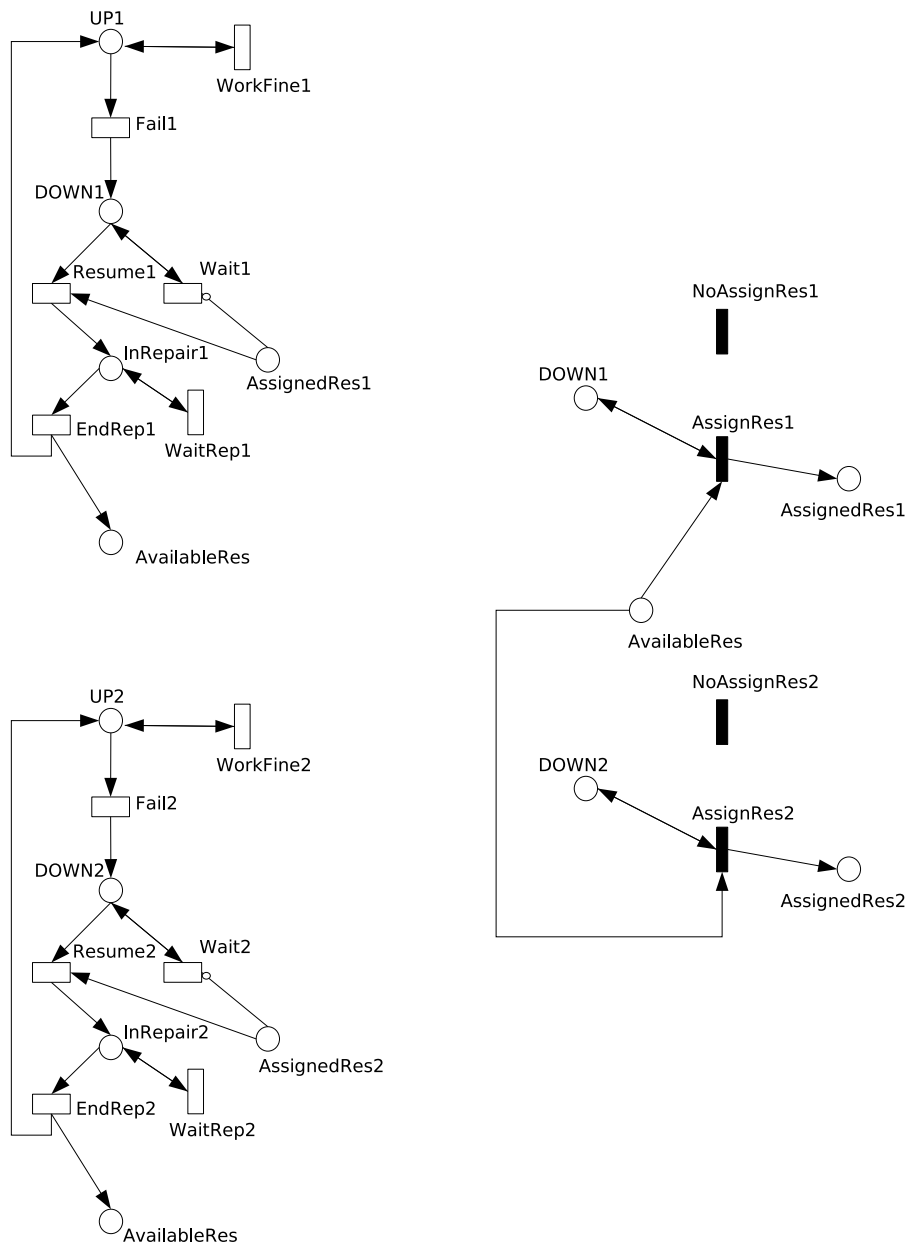 UP1
WorkFine1
Fail1
DOWN1
Resume1
Wait1
InRepair1
AssignedRes1
EndRep1
WaitRep1
AvailableRes
UP2
WorkFine2
Fail2
DOWN2
Resume2
Wait2
InRepair2
AssignedRes2
EndRep2
WaitRep2
AvailableRes
NoAssignRes1
DOWN1
AssignRes1
AssignedRes1
AvailableRes
NoAssignRes2
DOWN2
AssignRes2
AssignedRes2